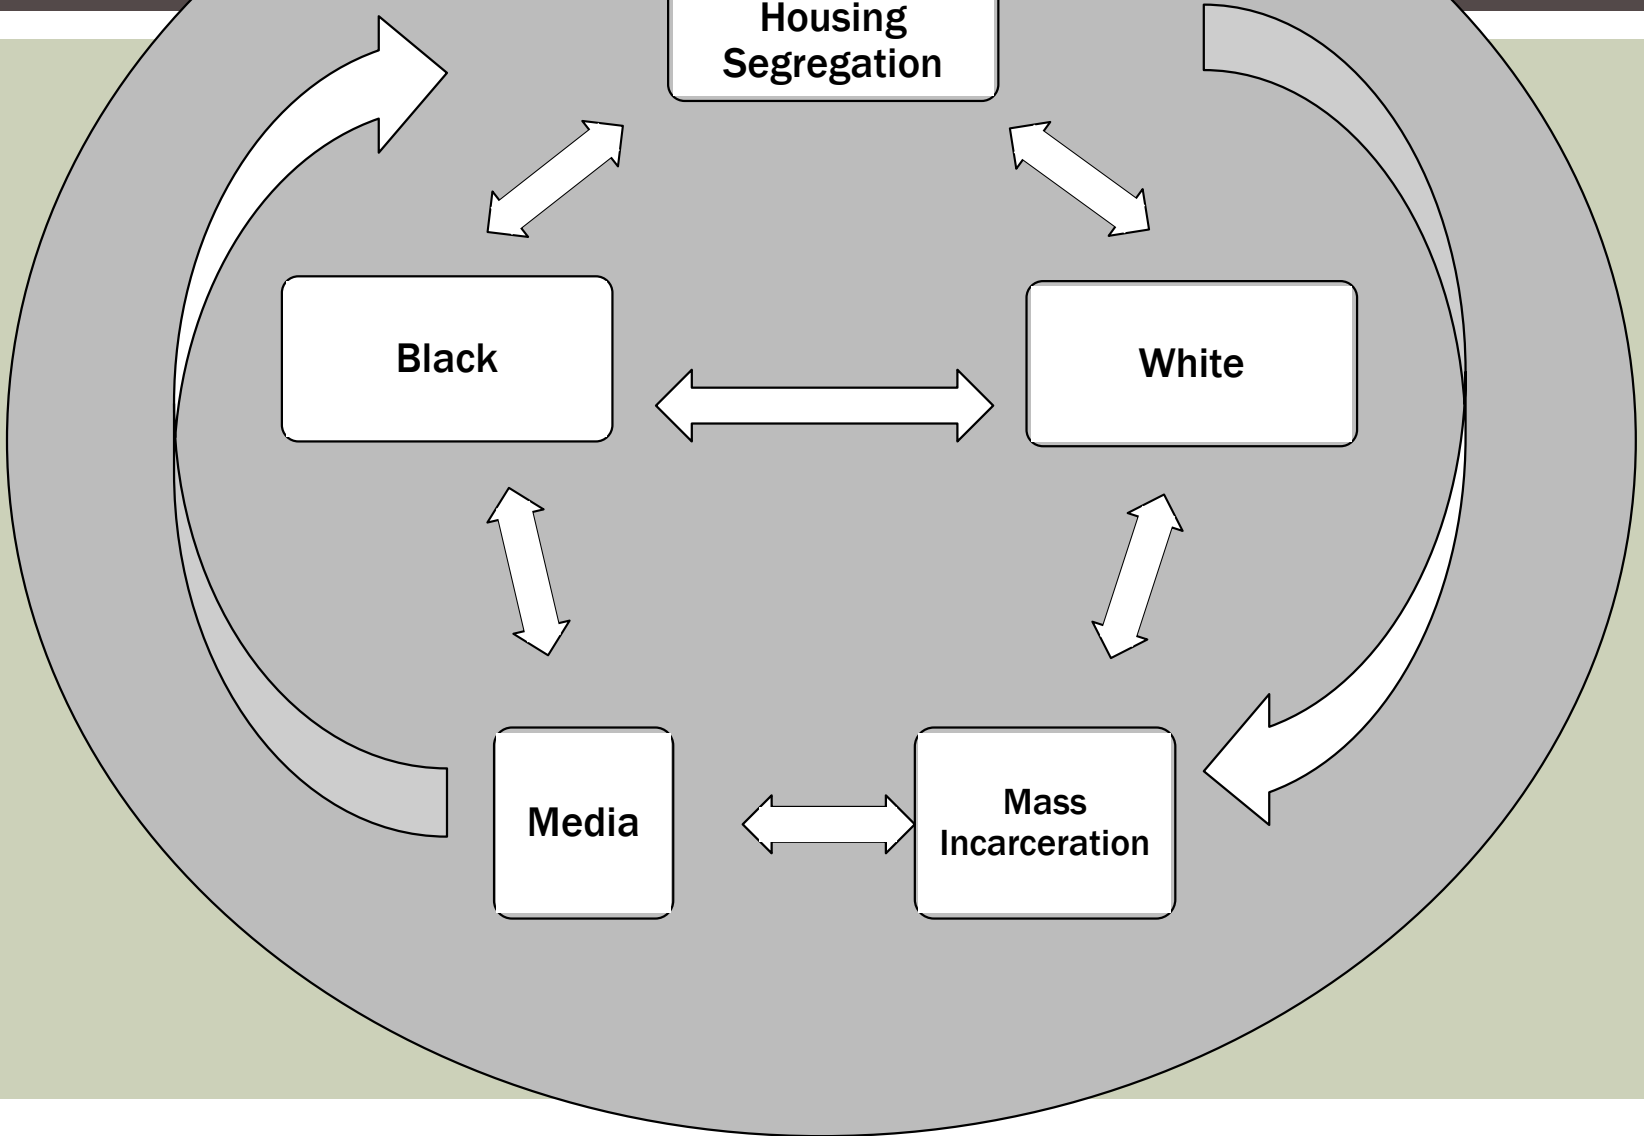 Housing
Segregation
Black
White
Media
Mass
Incarceration